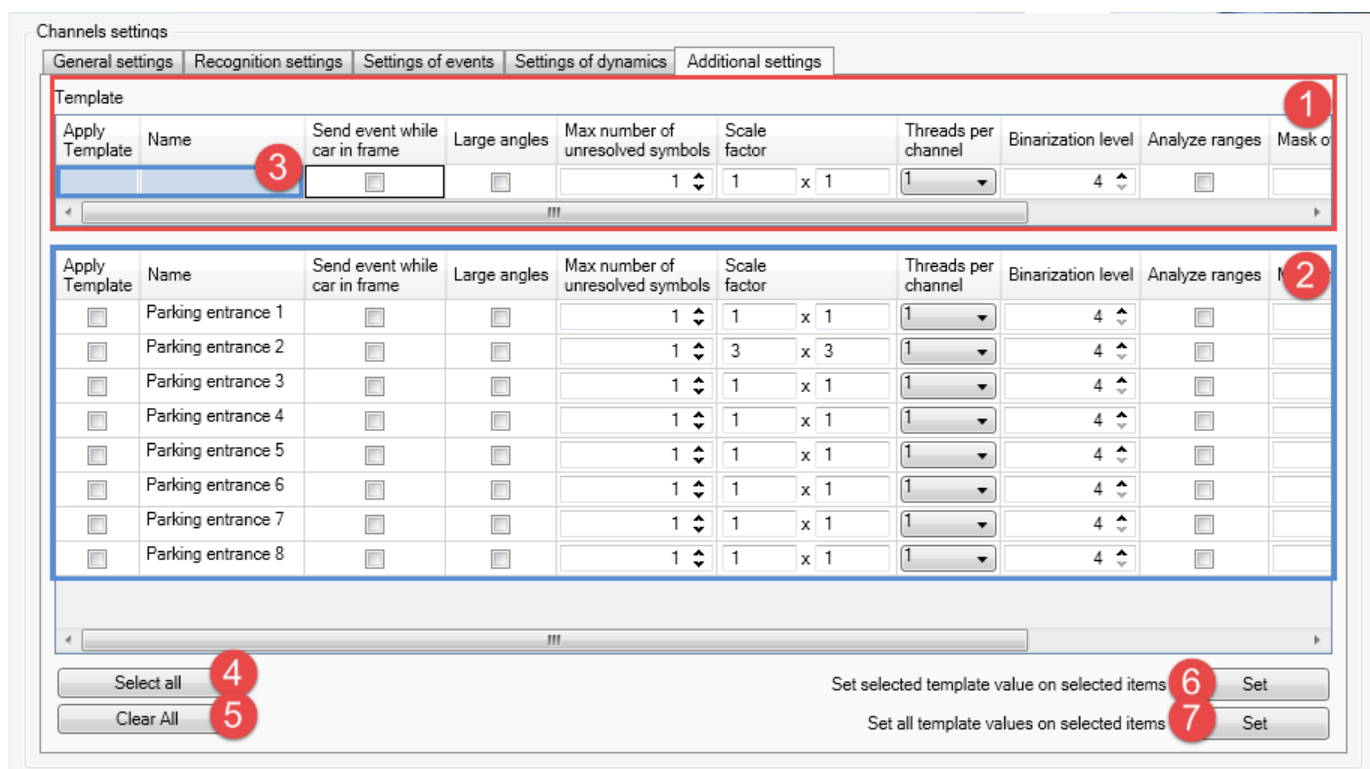 Channels settings
General settings Recognition settings Settings of events Settings of dynamics Additional settings
Template
1
Apply Template Name Send event while car in frame Large angles Max number of unresolved symbols Scale factor Threads per channel Binarization level Analyze ranges Mask o
3
1 1 x 1 1 4
Apply Template Name Send event while car in frame Large angles Max number of unresolved symbols Scale factor Threads per channel Binarization level Analyze ranges
2
Parking entrance 1 1 1 x 1 1 4
Parking entrance 2 1 3 x 3 1 4
Parking entrance 3 1 1 x 1 1 4
Parking entrance 4 1 1 x 1 1 4
Parking entrance 5 1 1 x 1 1 4
Parking entrance 6 1 1 x 1 1 4
Parking entrance 7 1 1 x 1 1 4
Parking entrance 8 1 1 x 1 1 4
Select all 4 Set selected template value on selected items 6 Set
Clear All 5 Set all template values on selected items 7 Set